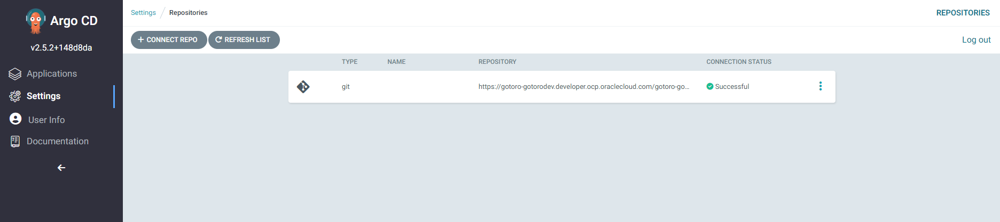 Argo CD
v2.5.2+148d8da
Applications
Settings
User Info
Documentation
Settings / Repositories
REPOSITORIES
CONNECT REPO
REFRESH LIST
Log out
TYPE NAME REPOSITORY CONNECTION STATUS
git https://gotoro-gotorodev.developer.ocp.oraclecloud.com/gotoro-go... Successful